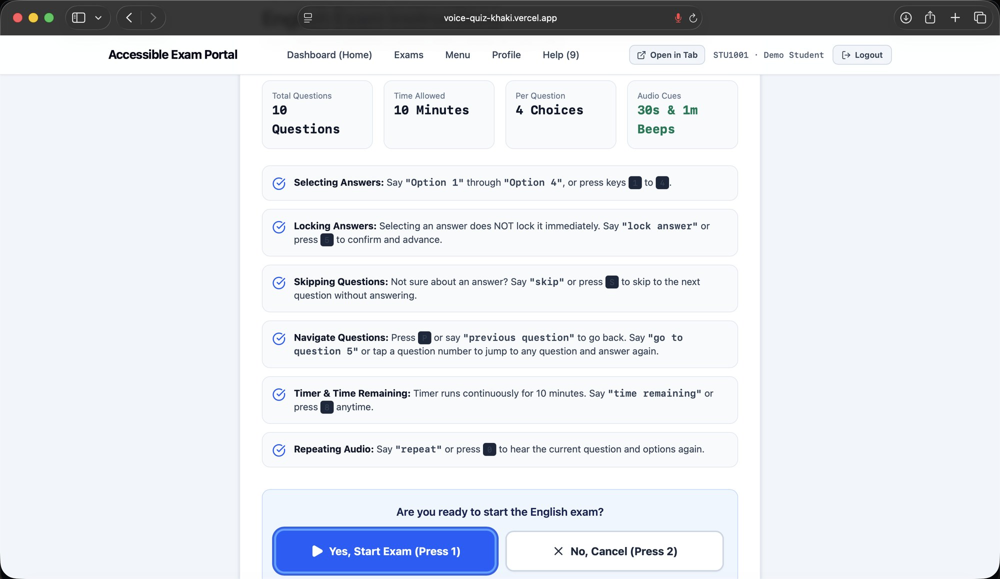 voice-quiz-khaki.vercel.app
Accessible Exam Portal
Dashboard (Home)
Exams
Menu
Profile
Help (9)
Open in Tab
STU1001 · Demo Student
Logout
Total Questions
10
Questions
Time Allowed
10 Minutes
Per Question
4 Choices
Audio Cues
30s & 1m
Beeps
Selecting Answers: Say "Option 1" through "Option 4", or press keys 1 to 4.
Locking Answers: Selecting an answer does NOT lock it immediately. Say "lock answer" or
press 5 to confirm and advance.
Skipping Questions: Not sure about an answer? Say "skip" or press S to skip to the next
question without answering.
Navigate Questions: Press P or say "previous question" to go back. Say "go to
question 5" or tap a question number to jump to any question and answer again.
Timer & Time Remaining: Timer runs continuously for 10 minutes. Say "time remaining" or
press 8 anytime.
Repeating Audio: Say "repeat" or press 0 to hear the current question and options again.
Are you ready to start the English exam?
Yes, Start Exam (Press 1)
No, Cancel (Press 2)